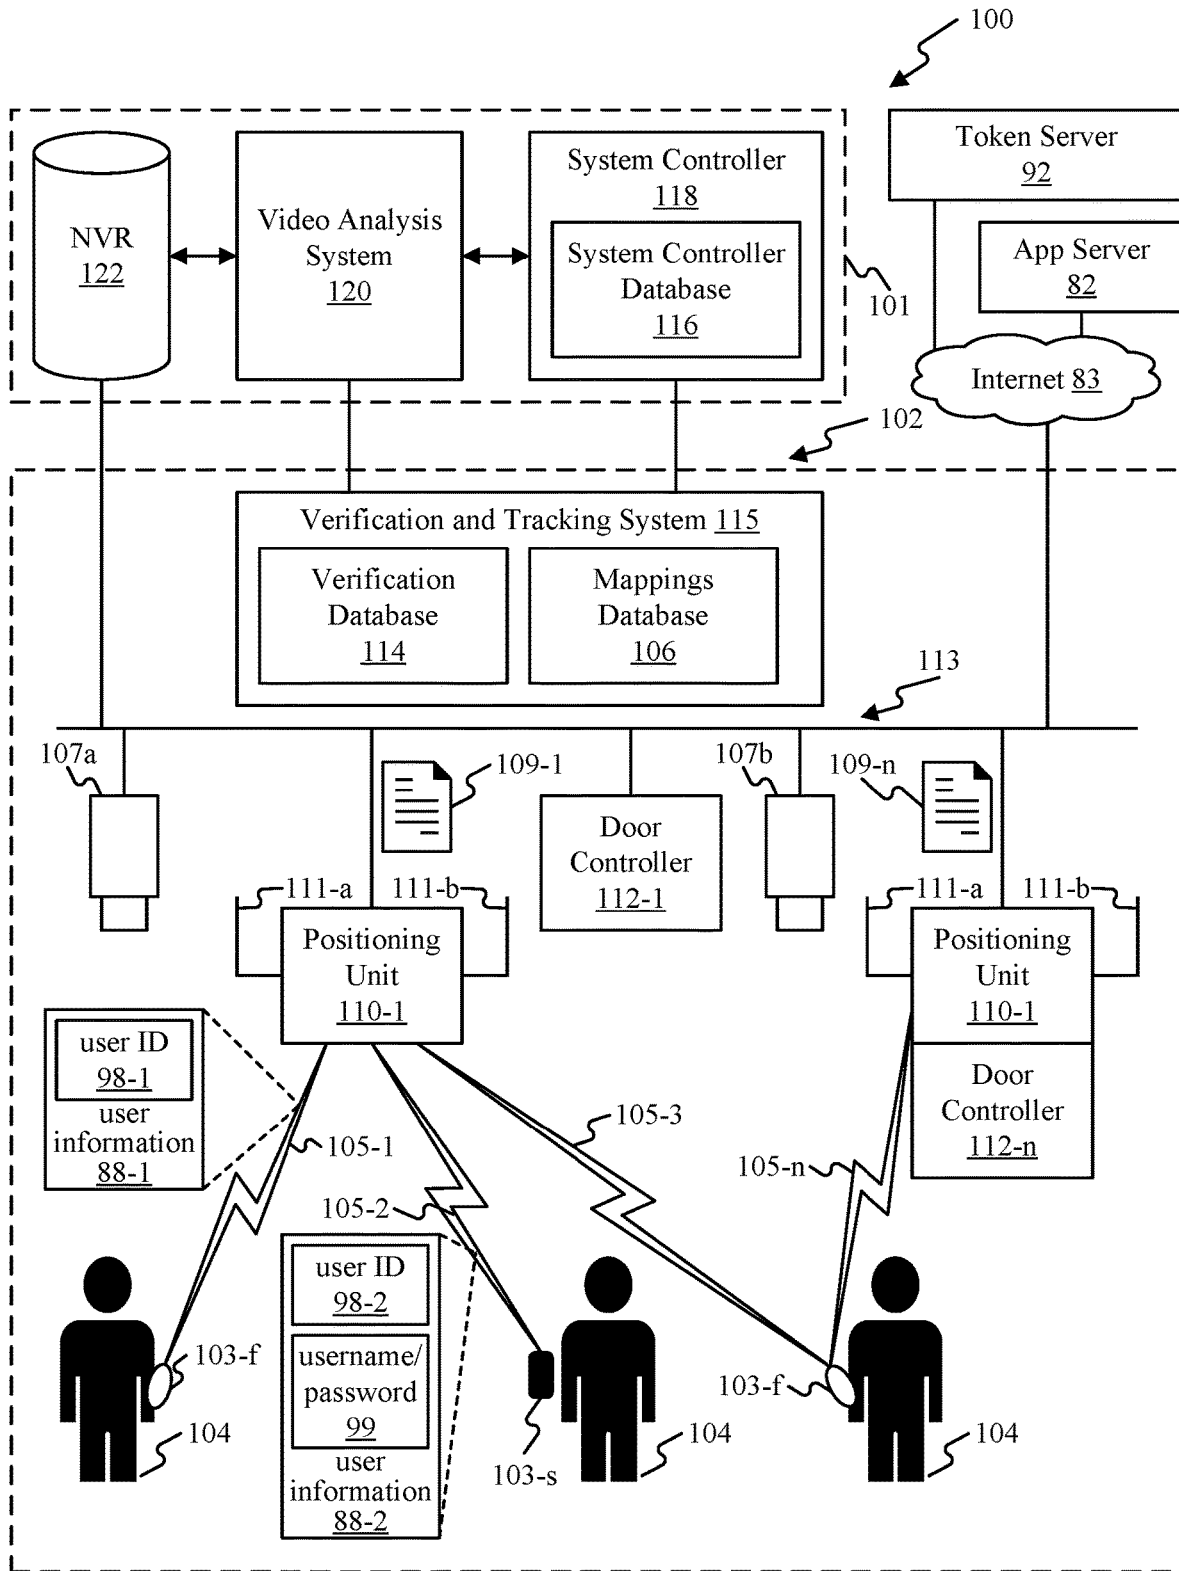 100
Token Server
92
System Controller
118
NVR
122
Video Analysis
System
120
System Controller
Database
116
App Server
82
101
Internet 83
102
Verification and Tracking System 115
Verification
Database
114
Mappings
Database
106
113
107a
109-1
107b
109-n
Door
Controller
112-1
111-a
111-b
111-a
111-b
Positioning
Unit
110-1
Positioning
Unit
110-1
user ID
98-1
user
information
88-1
Door
Controller
112-n
105-1
105-3
105-n
105-2
user ID
98-2
username/
password
99
user
information
88-2
103-f
103-f
104
103-s
104
104